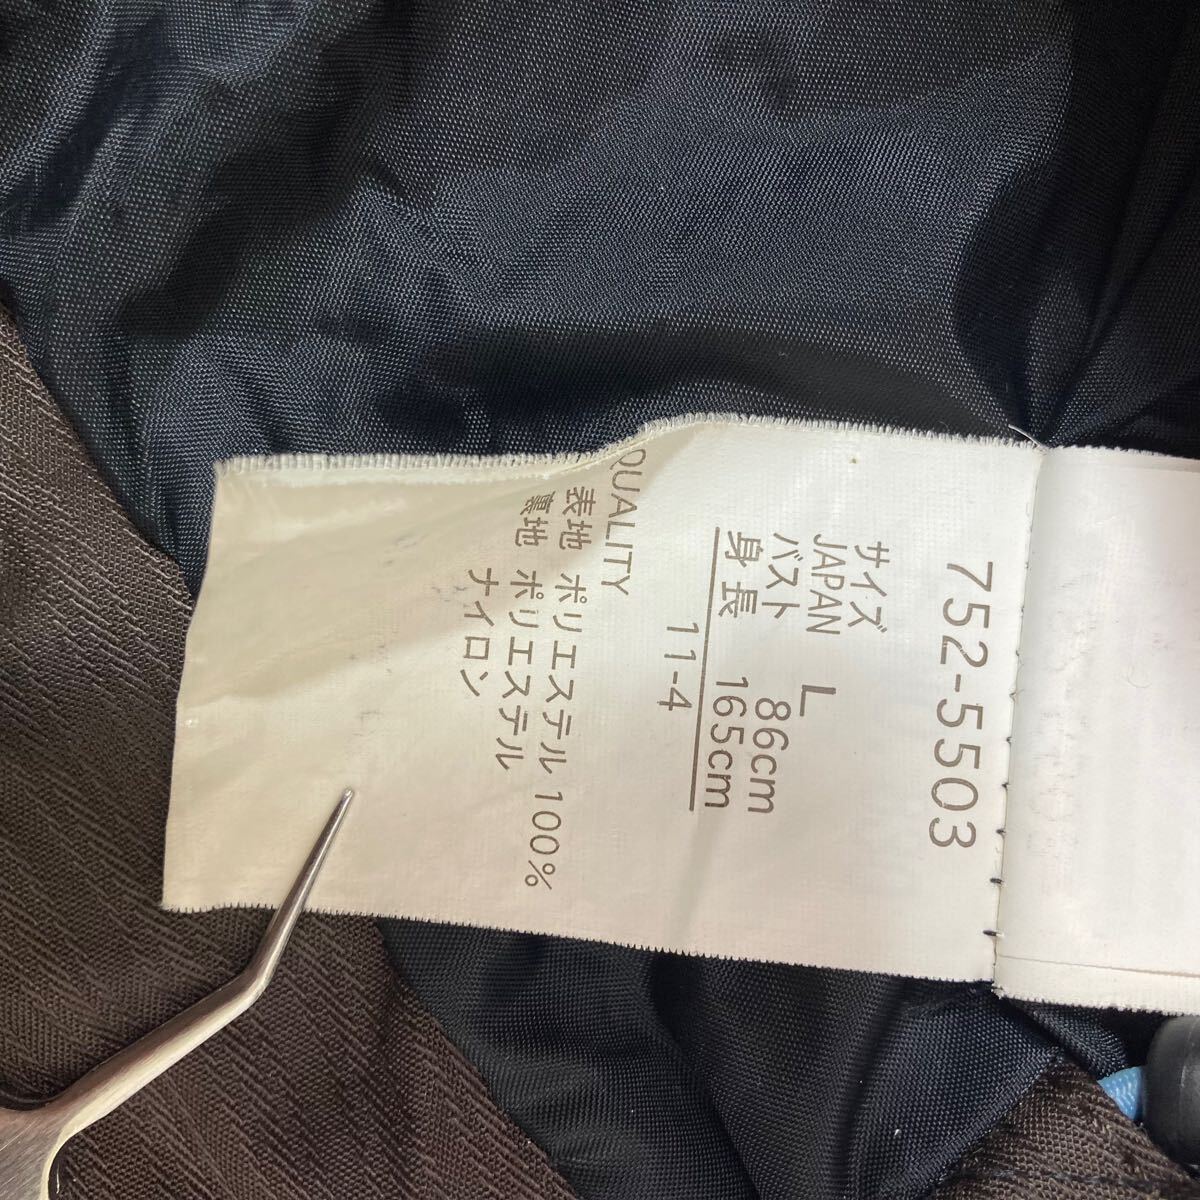 752-5503
サイズ L
JAPAN
バスト 86cm
身長 165cm
11-4
QUALITY
表地 ポリエステル 100%
裏地 ポリエステル
ナイロン